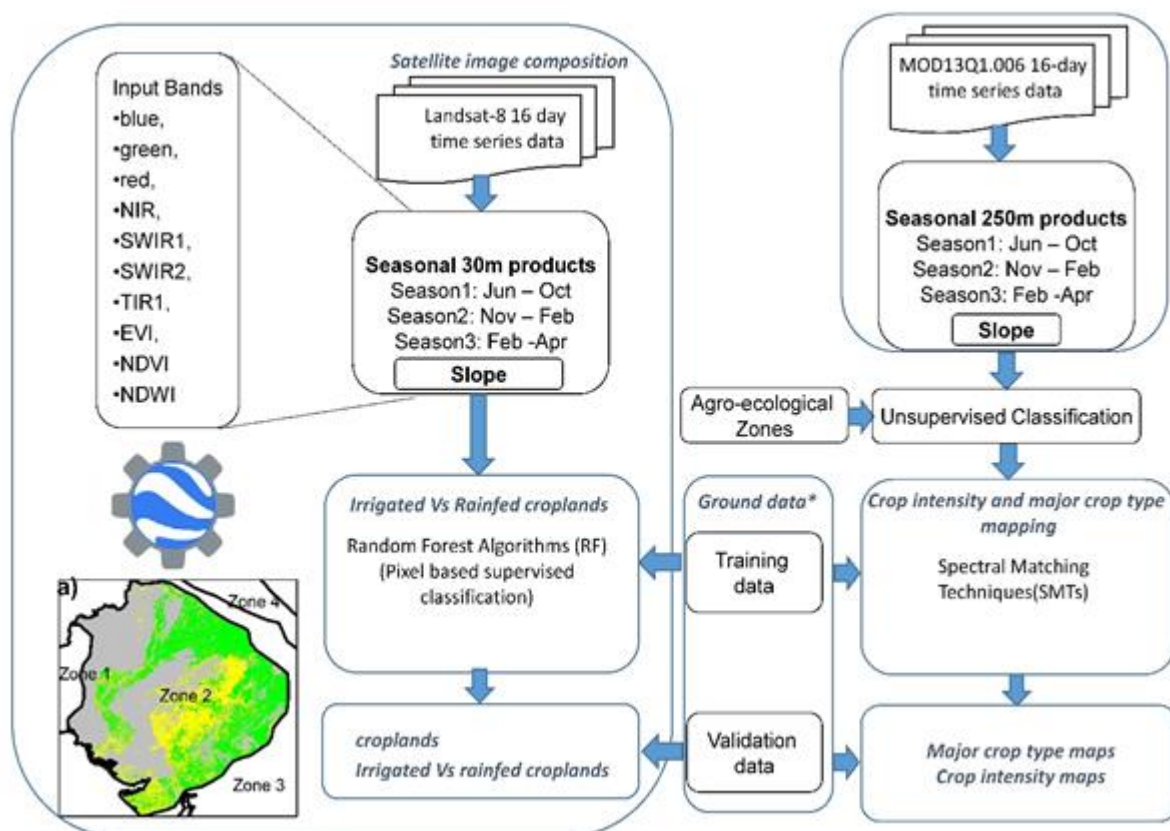 Input Bands
•blue,
•green,
•red,
•NIR,
•SWIR1,
•SWIR2,
•TIR1,
•EVI,
•NDVI
•NDWI
Satellite image composition
Landsat-8 16 day
time series data
Seasonal 30m products
Season1: Jun – Oct
Season2: Nov – Feb
Season3: Feb -Apr
Slope
MOD13Q1.006 16-day
time series data
Seasonal 250m products
Season1: Jun – Oct
Season2: Nov – Feb
Season3: Feb -Apr
Slope
Agro-ecological
Zones
Unsupervised Classification
Irrigated Vs Rainfed croplands
Random Forest Algorithms (RF)
(Pixel based supervised
classification)
Ground data*
Training
data
Crop intensity and major crop type
mapping
Spectral Matching
Techniques(SMTs)
a)
Zone 4
Zone 1
Zone 2
Zone 3
croplands
Irrigated Vs rainfed croplands
Validation
data
Major crop type maps
Crop intensity maps